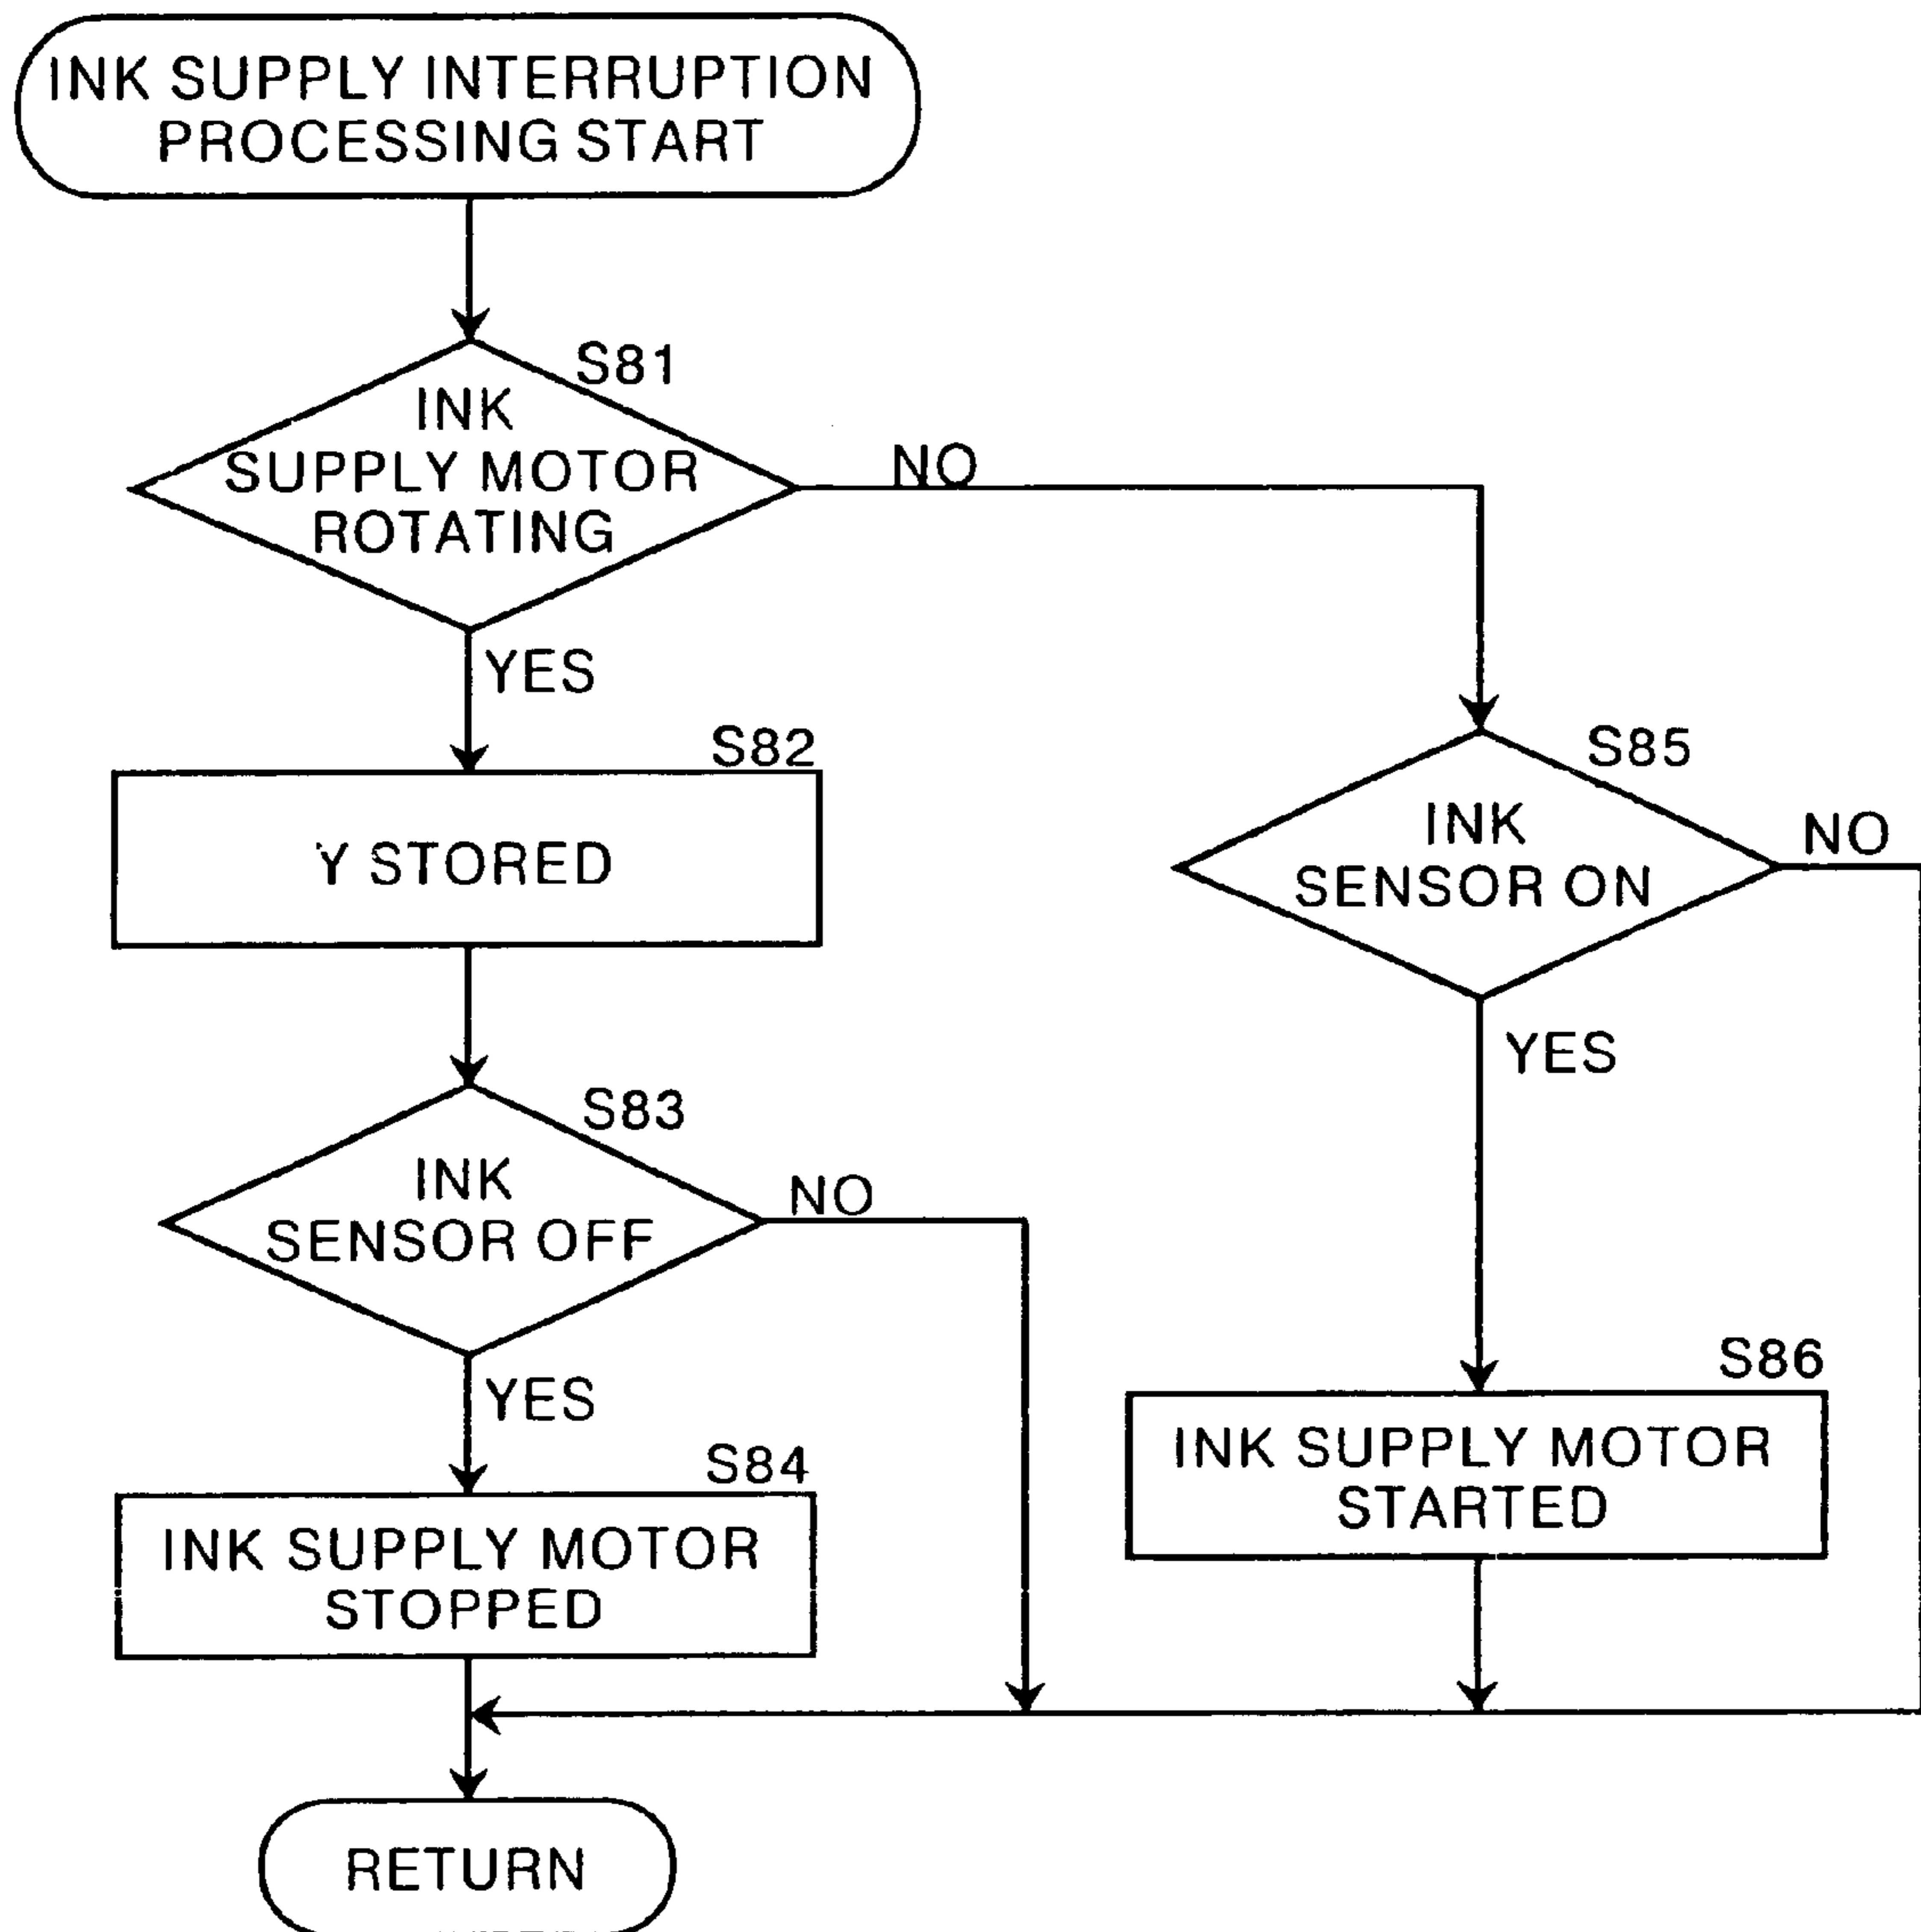 INK SUPPLY INTERRUPTION
PROCESSING START
S81
INK
SUPPLY MOTOR
ROTATING
NO
YES
S82
Y STORED
S85
INK
SENSOR ON
NO
YES
S83
INK
SENSOR OFF
NO
YES
S86
INK SUPPLY MOTOR
STARTED
S84
INK SUPPLY MOTOR
STOPPED
RETURN